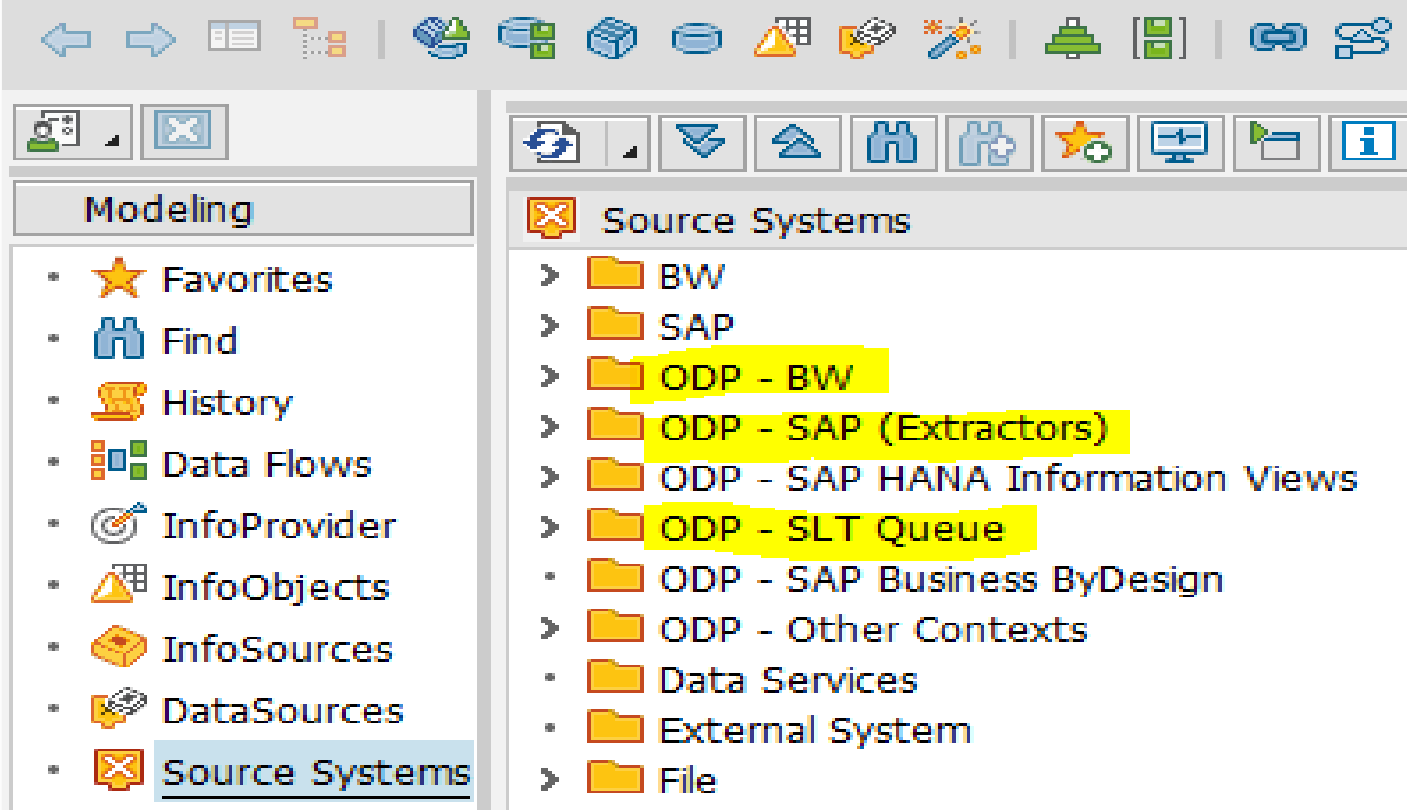 Modeling
Favorites
Find
History
Data Flows
InfoProvider
InfoObjects
InfoSources
DataSources
Source Systems
Source Systems
BW
SAP
ODP - BW
ODP - SAP (Extractors)
ODP - SAP HANA Information Views
ODP - SLT Queue
ODP - SAP Business ByDesign
ODP - Other Contexts
Data Services
External System
File